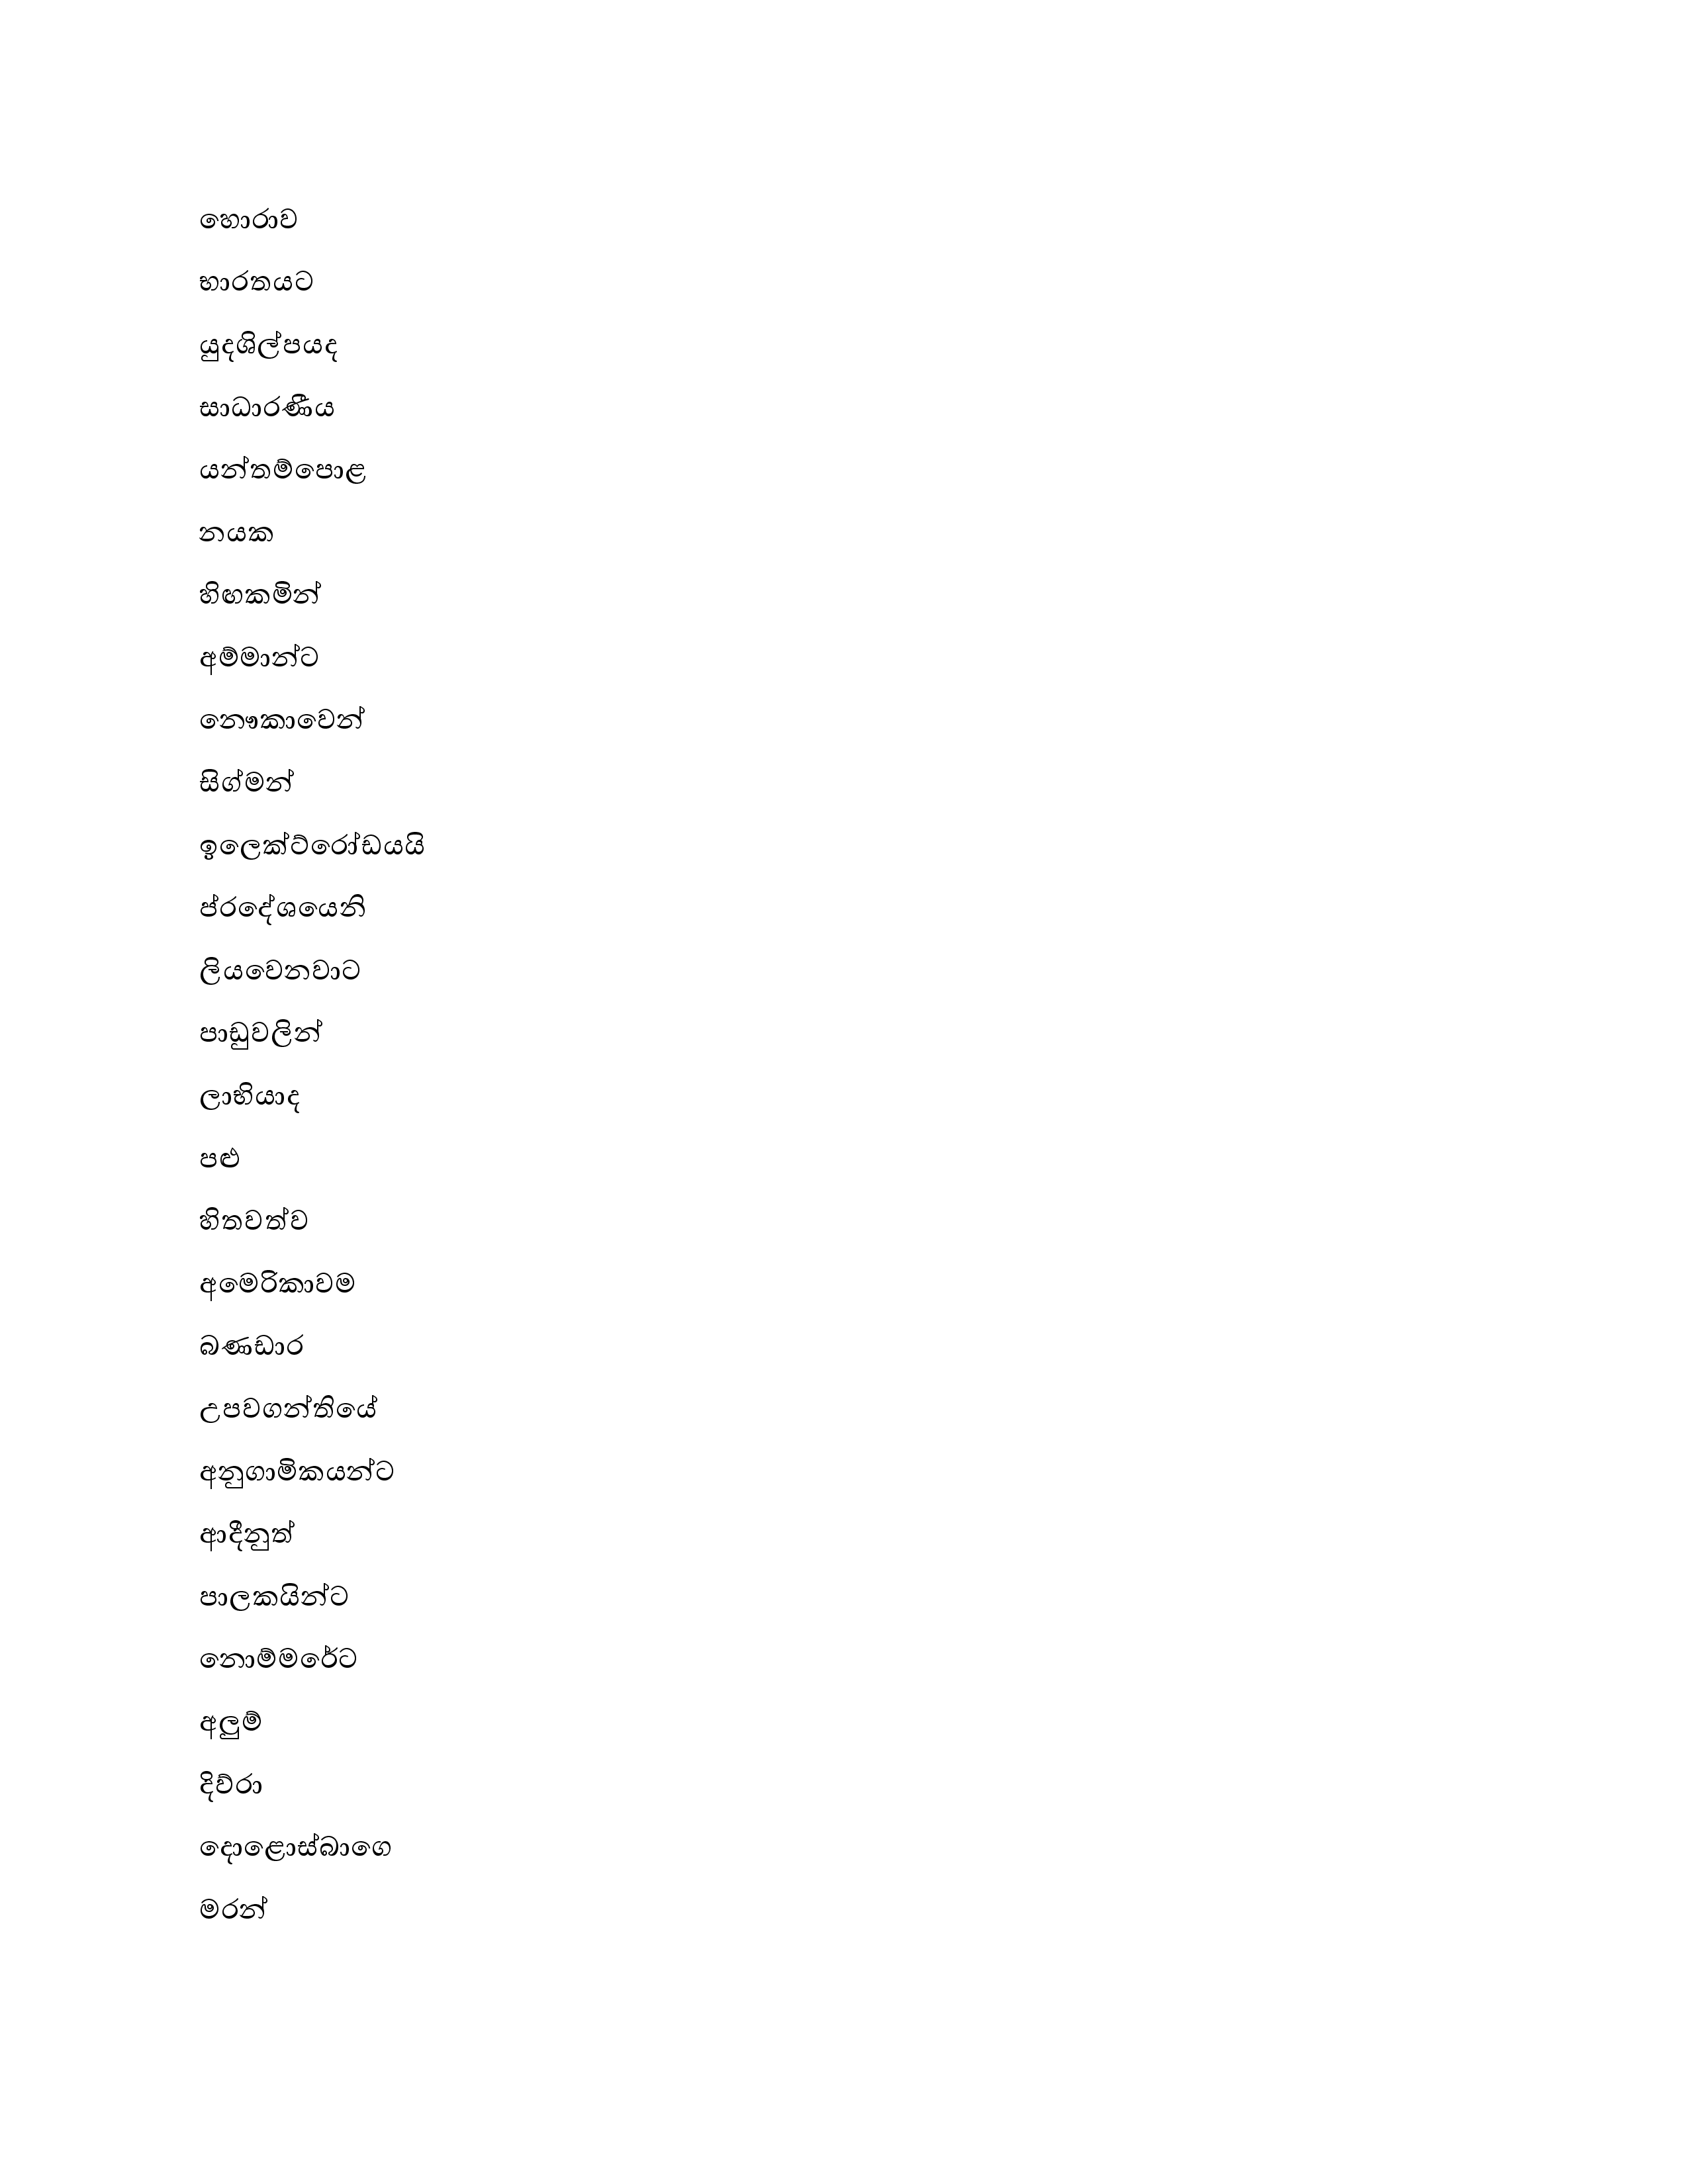 හොරාව
භාරතයට
යුදශිල්පයද
සාධාරණීය
යන්තම්පොළ
නයක
හිඟකමින්
අම්මාන්ට
නෞකාවෙන්
සිග්මන්
ඉලෙක්ට්රෝඩයයි
ප්රදේශයෙනි
ලියවෙනවාට
පාඩුවලින්
ලාභියාද
පළු
හිතවත්ව
අමෙරිකාවම
බණඩාර
උපවගන්තියේ
අනුගාමිකයන්ට
ආදීනුත්
පාලකයින්ට
නොම්මරේට
අලුම්
දිව්රා
දොළොස්බාගෙ
මරන්